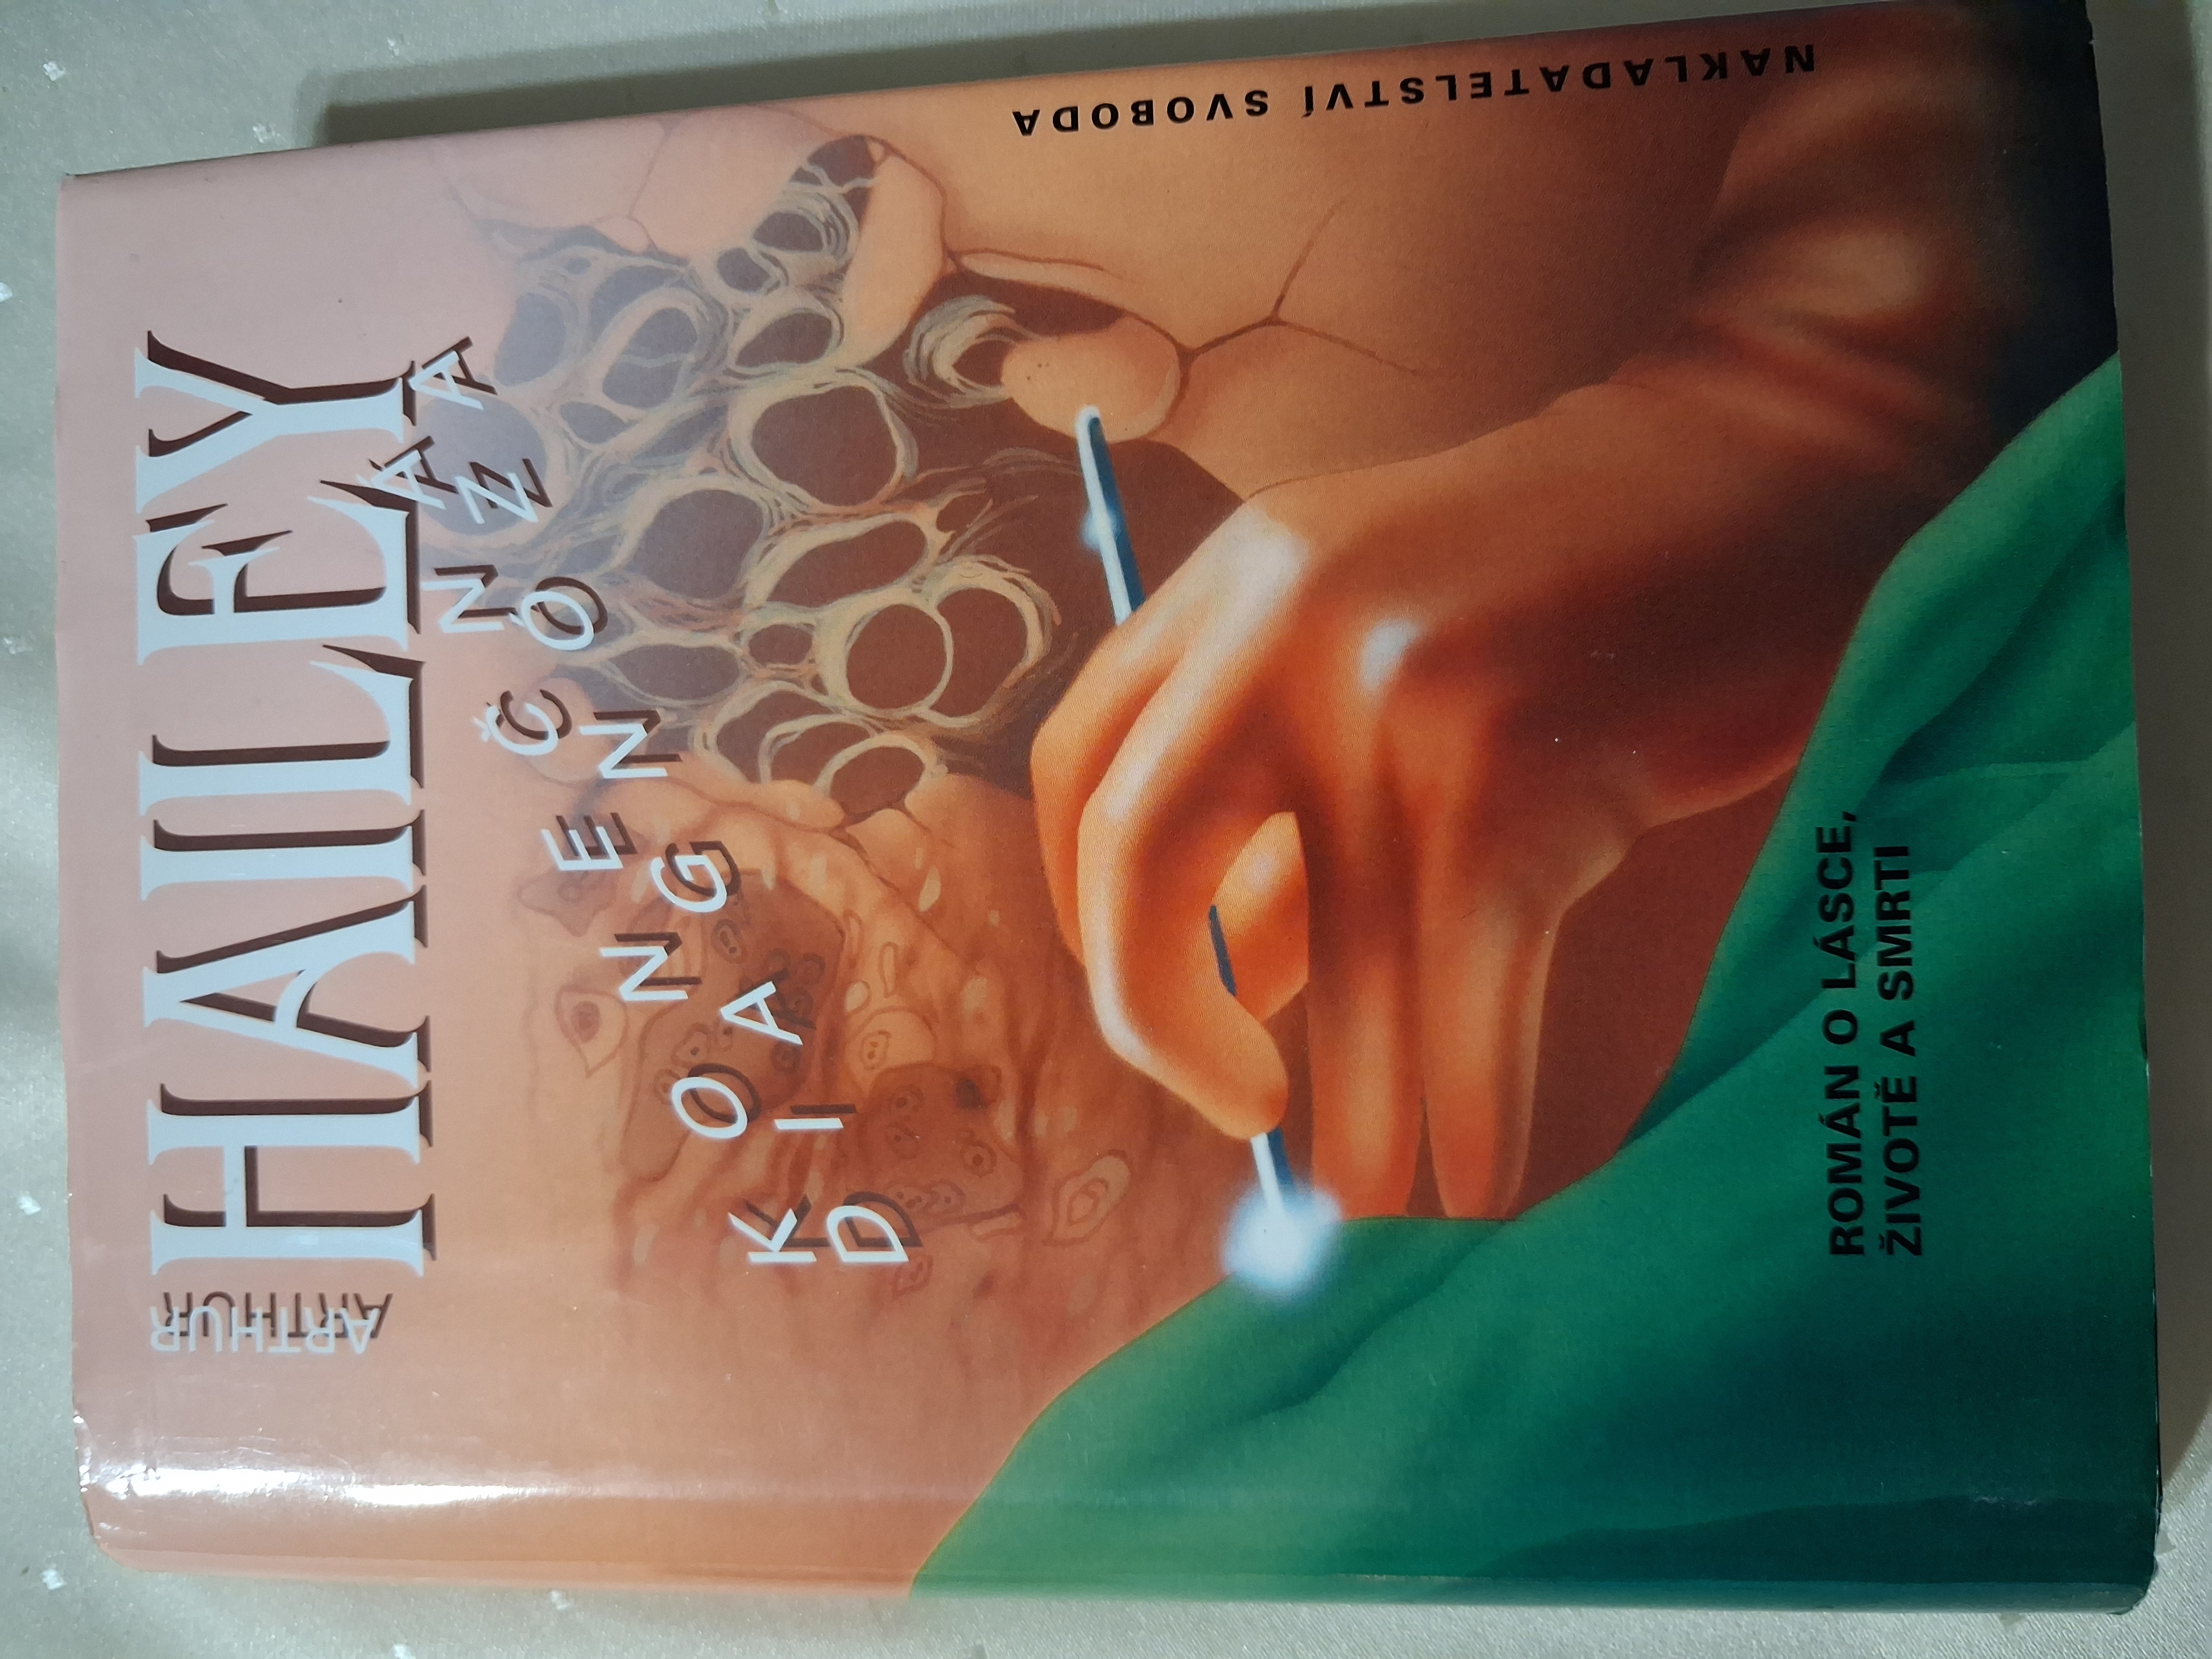 ARTHUR
HAILEY
KONEČNÁ
DIAGNÓZA
NAKLADATELSTVÍ SVOBODA
ROMÁN O LÁSCE,
ŽIVOTĚ A SMRTI